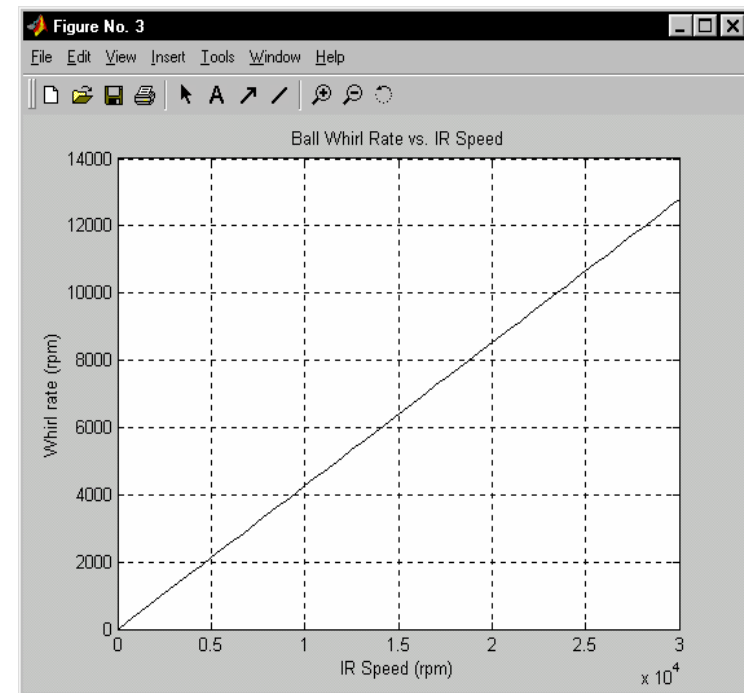 Figure No. 3
File Edit View Insert Tools Window Help
A
Ball Whirl Rate vs. IR Speed
14000
12000
10000
8000
6000
4000
2000
0
Whirl rate (rpm)
0 0.5 1 1.5 2 2.5 3
IR Speed (rpm)
x 10^4